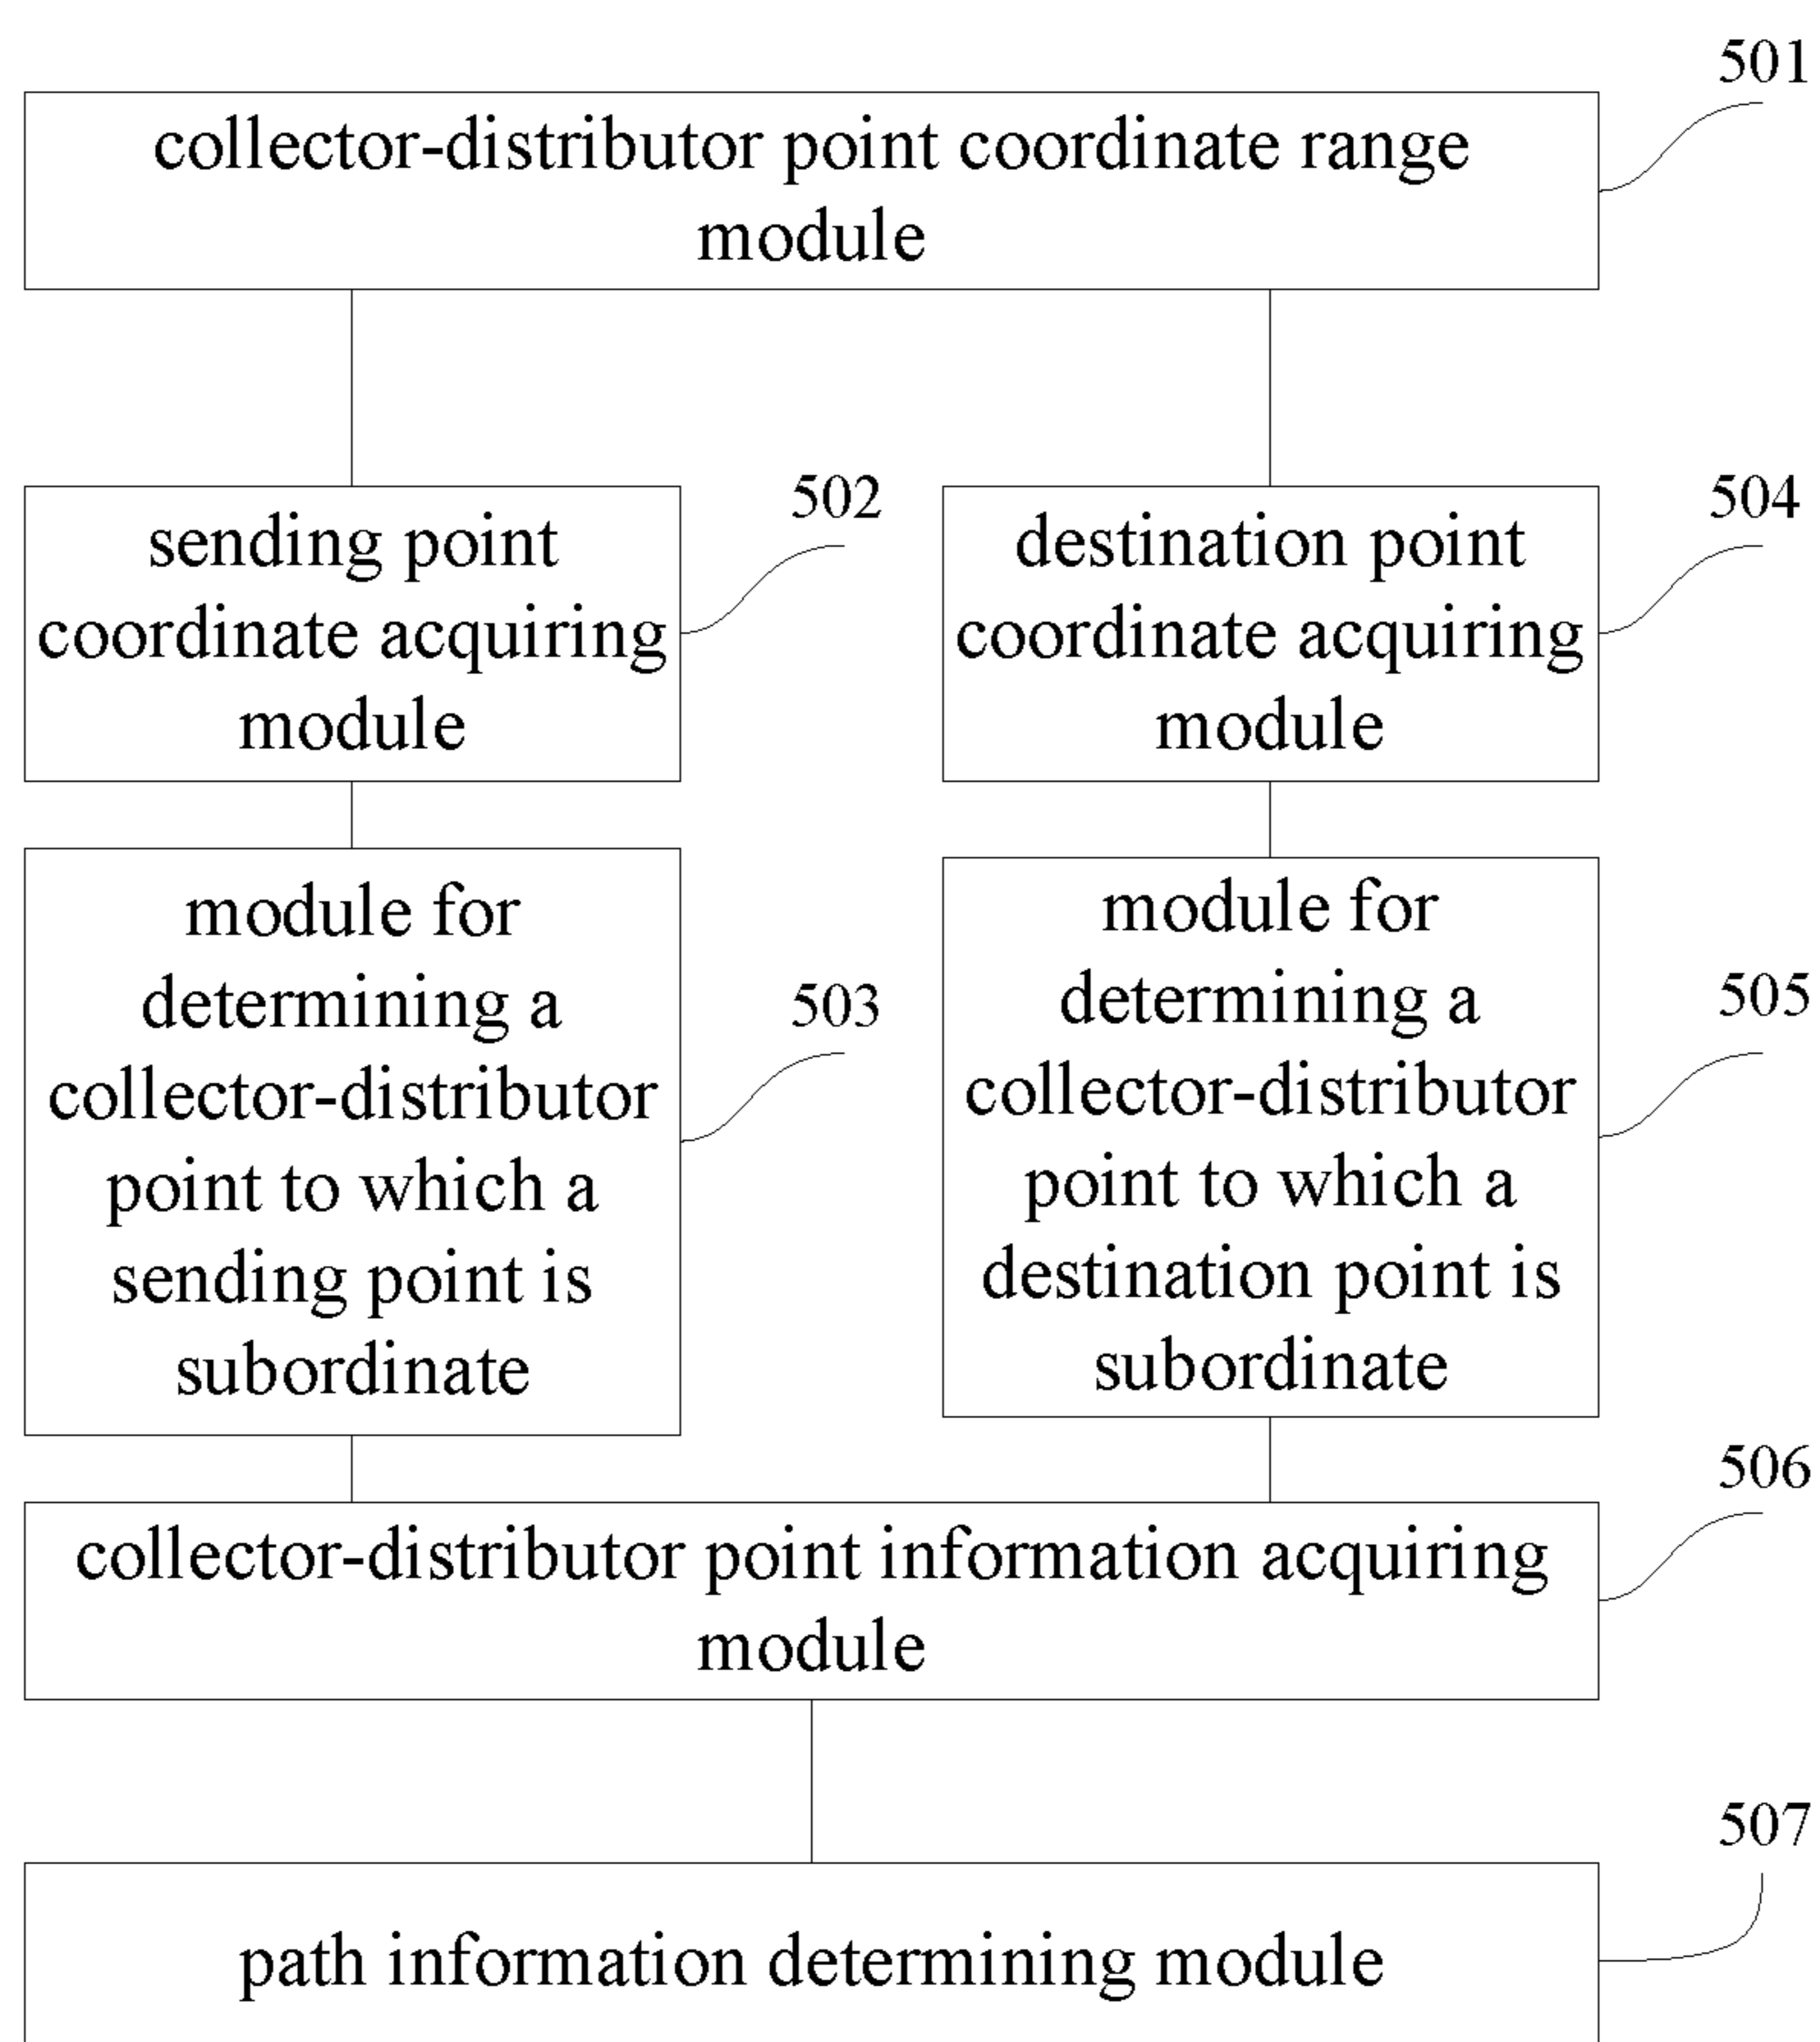 501
collector-distributor point coordinate range
module
502
sending point
coordinate acquiring
module
504
destination point
coordinate acquiring
module
503
module for
determining a
collector-distributor
point to which a
sending point is
subordinate
505
module for
determining a
collector-distributor
point to which a
destination point is
subordinate
506
collector-distributor point information acquiring
module
507
path information determining module